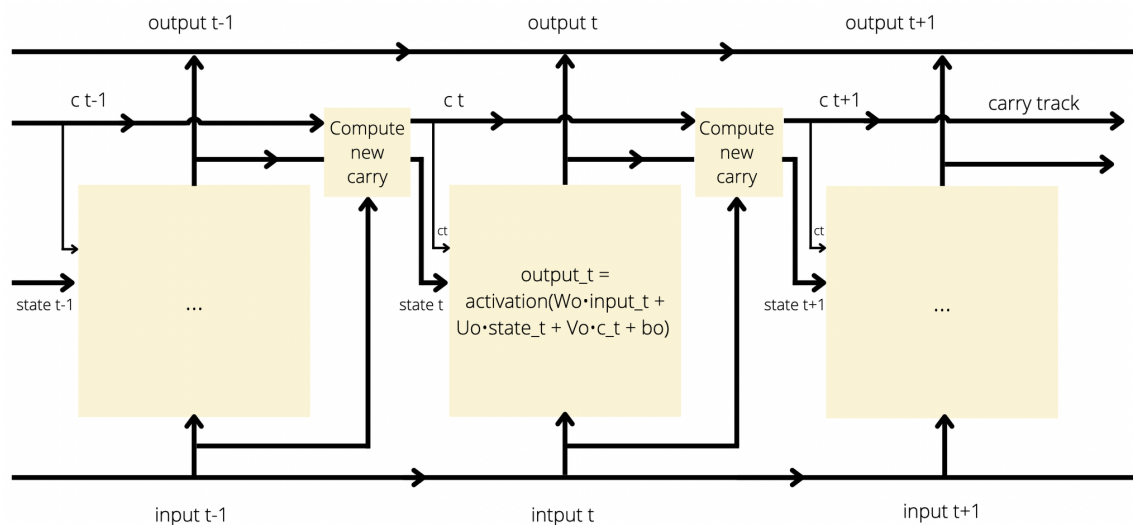 output t-1
output t
output t+1
c t-1
c t
c t+1
carry track
Compute
new
carry
Compute
new
carry
ct
ct
state t-1
state t
state t+1
...
output_t =
activation(Wo•input_t +
Uo•state_t + Vo•c_t + bo)
...
input t-1
intput t
input t+1